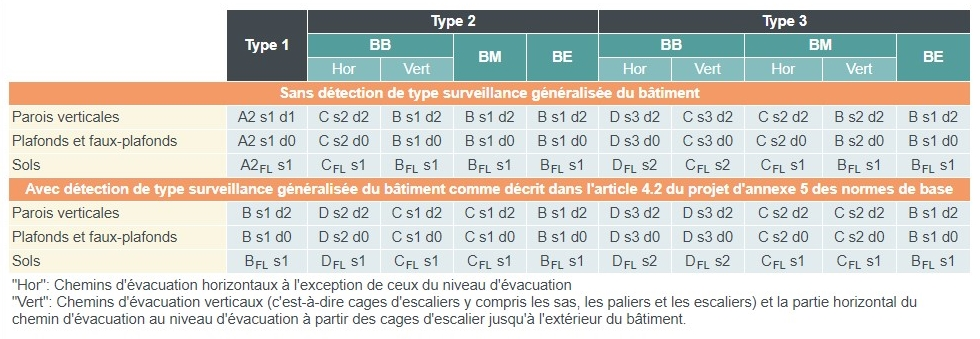 Type 1 Type 2 Type 3
BB BM BE BB BM BE
Hor Vert Hor Vert Hor Vert
Sans détection de type surveillance généralisée du bâtiment
Parois verticales A2 s1 d1 C s2 d2 B s1 d2 B s1 d2 B s1 d2 D s3 d2 C s3 d2 C s2 d2 B s2 d2 B s1 d2
Plafonds et faux-plafonds A2 s1 d0 C s2 d0 B s1 d0 B s1 d0 B s1 d0 D s3 d0 C s3 d0 C s2 d0 B s2 d0 B s1 d0
Sols A2FL s1 CFL s1 BFL s1 BFL s1 BFL s1 DFL s2 CFL s2 CFL s1 BFL s1 BFL s1
Avec détection de type surveillance généralisée du bâtiment comme décrit dans l'article 4.2 du projet d'annexe 5 des normes de base
Parois verticales B s1 d2 D s2 d2 C s1 d2 C s1 d2 B s1 d2 D s3 d2 D s3 d2 C s2 d2 C s2 d2 B s1 d2
Plafonds et faux-plafonds B s1 d0 D s2 d0 C s1 d0 C s1 d0 B s1 d0 D s3 d0 D s3 d0 C s2 d0 C s2 d0 B s1 d0
Sols BFL s1 DFL s1 CFL s1 CFL s1 BFL s1 DFL s2 DFL s2 CFL s1 CFL s1 BFL s1
"Hor": Chemins d'évacuation horizontaux à l'exception de ceux du niveau d'évacuation
"Vert": Chemins d'évacuation verticaux (c'est-à-dire cages d'escaliers y compris les sas, les paliers et les escaliers) et la partie horizontal du
chemin d'évacuation au niveau d'évacuation à partir des cages d'escalier jusqu'à l'extérieur du bâtiment.